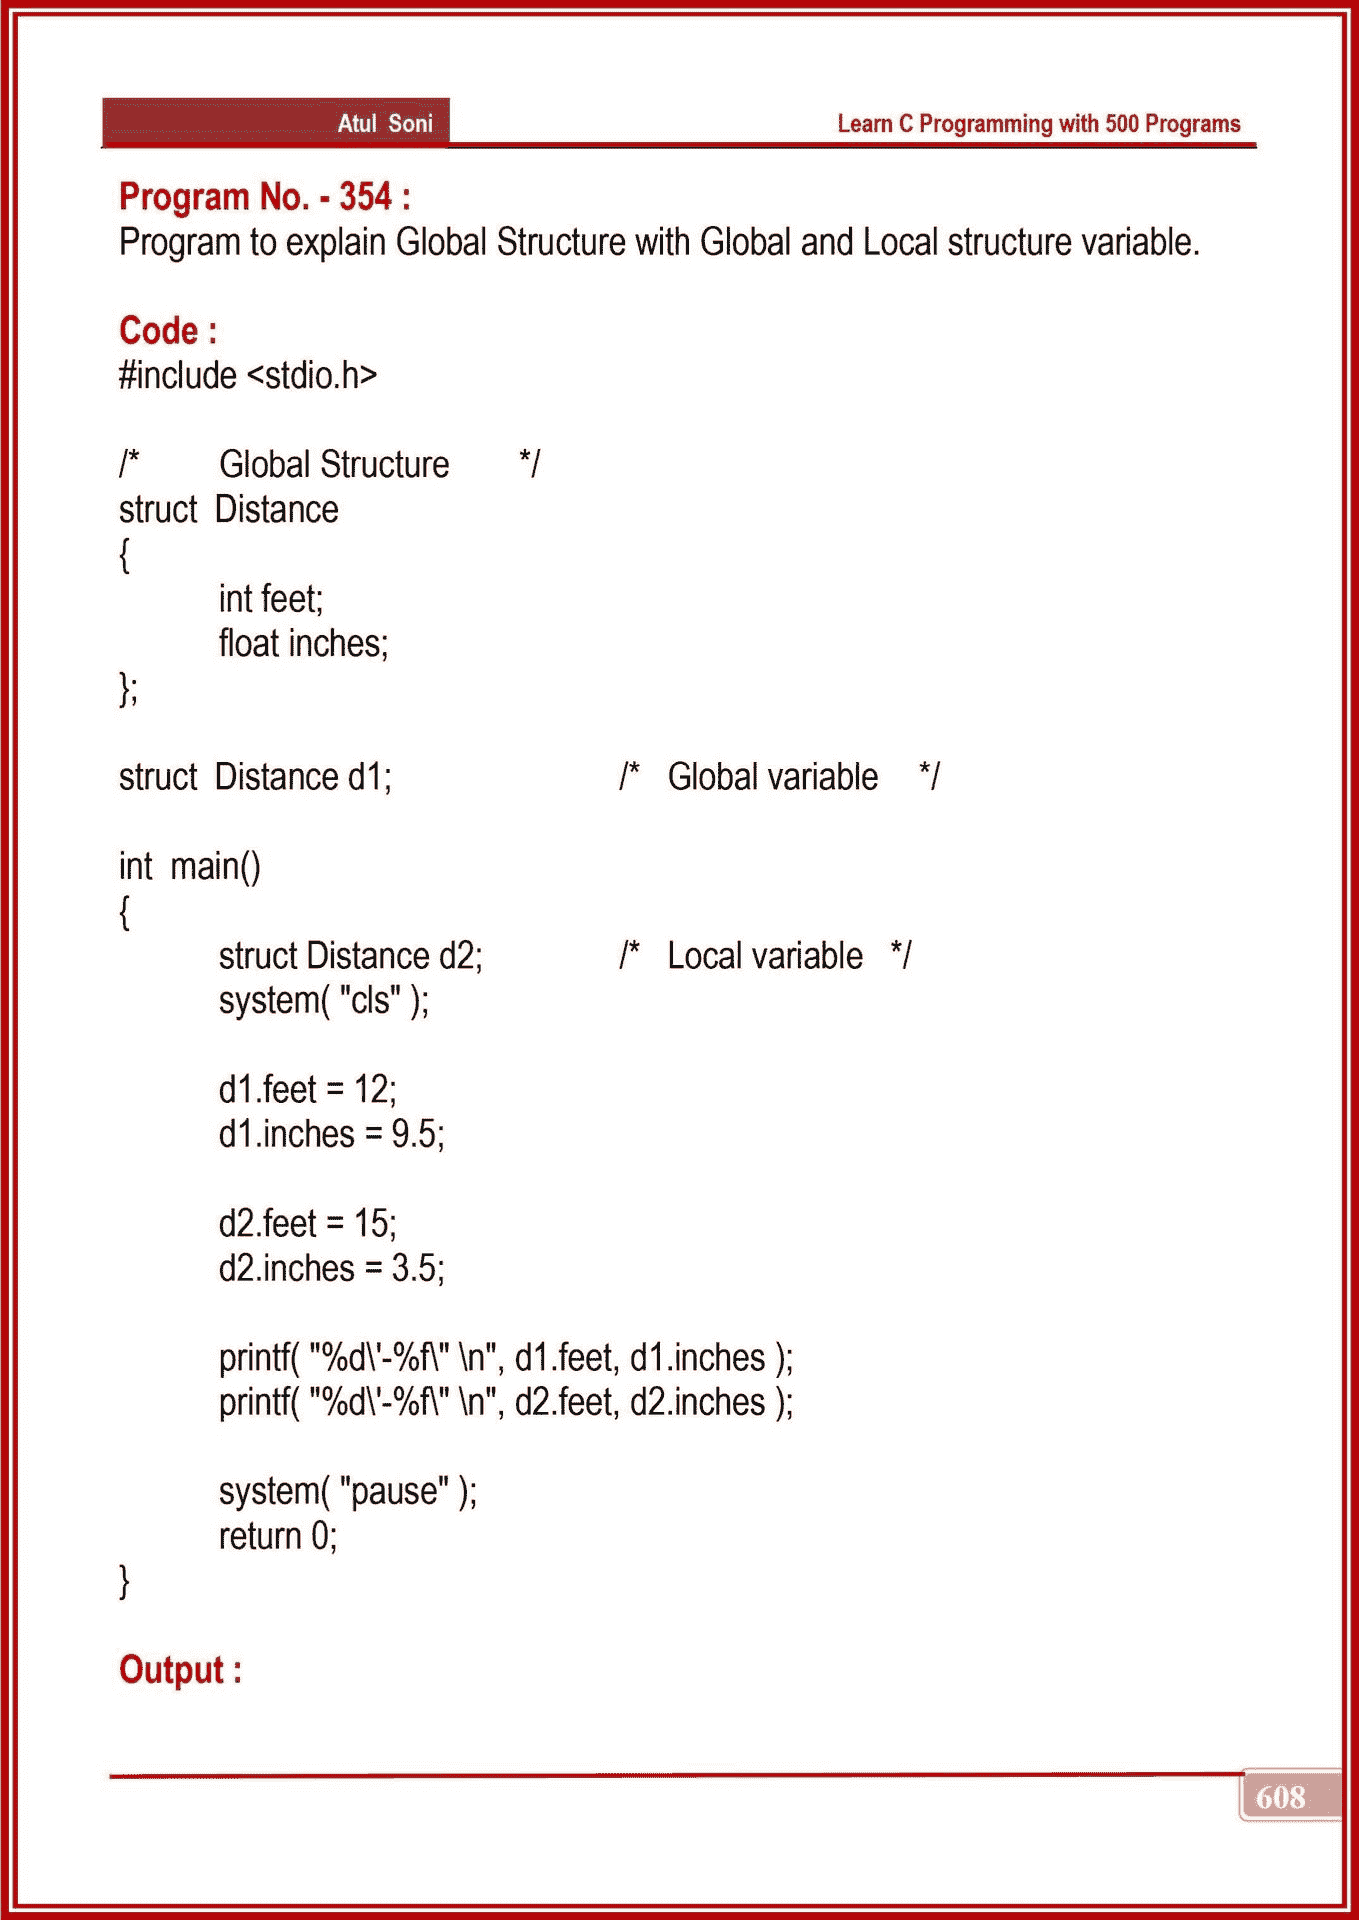 Atul Soni
Learn C Programming with 500 Programs
Program No. - 354 :
Program to explain Global Structure with Global and Local structure variable.
Code :
#include <stdio.h>
/* Global Structure */
struct Distance
{
int feet;
float inches;
};
struct Distance d1; /* Global variable */
int main()
{
struct Distance d2; /* Local variable */
system( "cls" );
d1.feet = 12;
d1.inches = 9.5;
d2.feet = 15;
d2.inches = 3.5;
printf( "%d\'-%f\" \n", d1.feet, d1.inches );
printf( "%d\'-%f\" \n", d2.feet, d2.inches );
system( "pause" );
return 0;
}
Output :
608